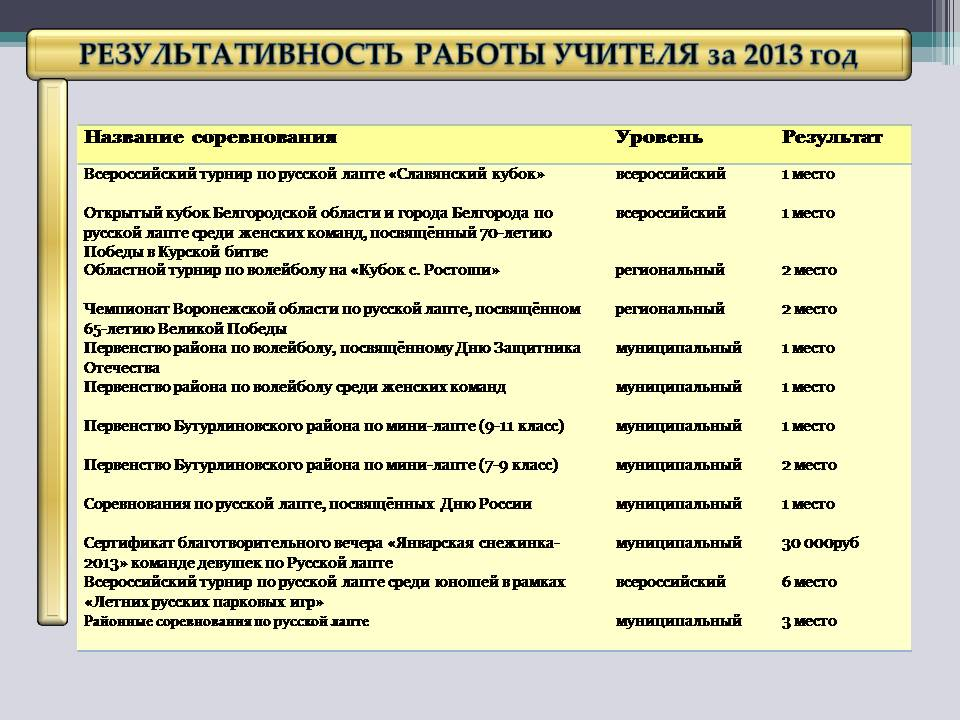 РЕЗУЛЬТАТИВНОСТЬ РАБОТЫ УЧИТЕЛЯ за 2013 год
Название соревнования Уровень Результат
Всероссийский турнир по русской лапте «Славянский кубок» всероссийский 1 место
Открытый кубок Белгородской области и города Белгорода по всероссийский 1 место
русской лапте среди женских команд, посвящённый 70-летию
Победы в Курской битве
Областной турнир по волейболу на «Кубок с. Ростоши» региональный 2 место
Чемпионат Воронежской области по русской лапте, посвящённом региональный 2 место
65-летию Великой Победы
Первенство района по волейболу, посвящённому Дню Защитника муниципальный 1 место
Отечества
Первенство района по волейболу среди женских команд муниципальный 1 место
Первенство Бутурлиновского района по мини-лапте (9-11 класс) муниципальный 1 место
Первенство Бутурлиновского района по мини-лапте (7-9 класс) муниципальный 2 место
Соревнования по русской лапте, посвящённых Дню России муниципальный 1 место
Сертификат благотворительного вечера «Январская снежинка- муниципальный 30 000руб
2013» команде девушек по Русской лапте
Всероссийский турнир по русской лапте среди юношей в рамках всероссийский 6 место
«Летних русских парковых игр»
Районные соревнования по русской лапте муниципальный 3 место